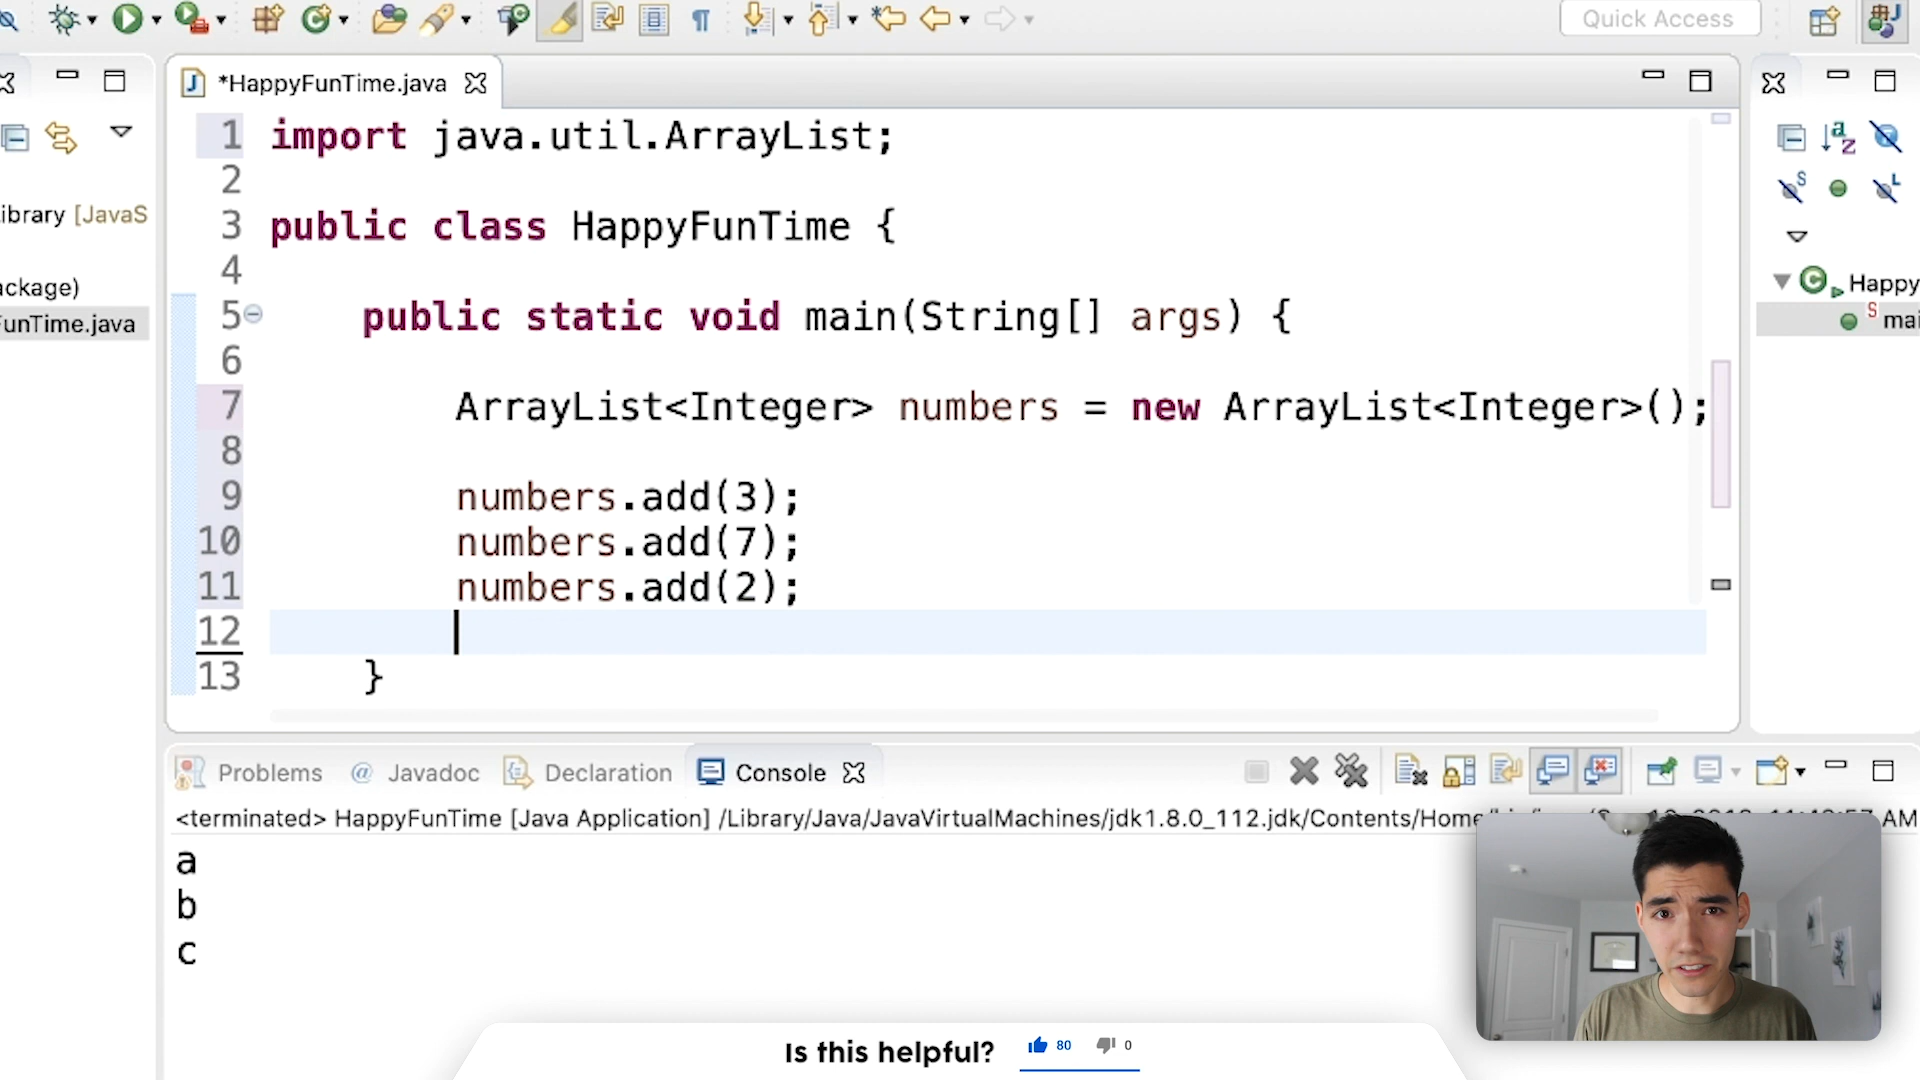 Quick Access
*HappyFunTime.java
1 import java.util.ArrayList;
2
3 public class HappyFunTime {
4
5 public static void main(String[] args) {
6
7 ArrayList<Integer> numbers = new ArrayList<Integer>();
8
9 numbers.add(3);
10 numbers.add(7);
11 numbers.add(2);
12
13 }
ibrary [JavaS
ackage)
FunTime.java
Happy
mai
Problems @ Javadoc Declaration Console
<terminated> HappyFunTime [Java Application] /Library/Java/JavaVirtualMachines/jdk1.8.0_112.jdk/Contents/Home
AM
a
b
c
Is this helpful? 80 0